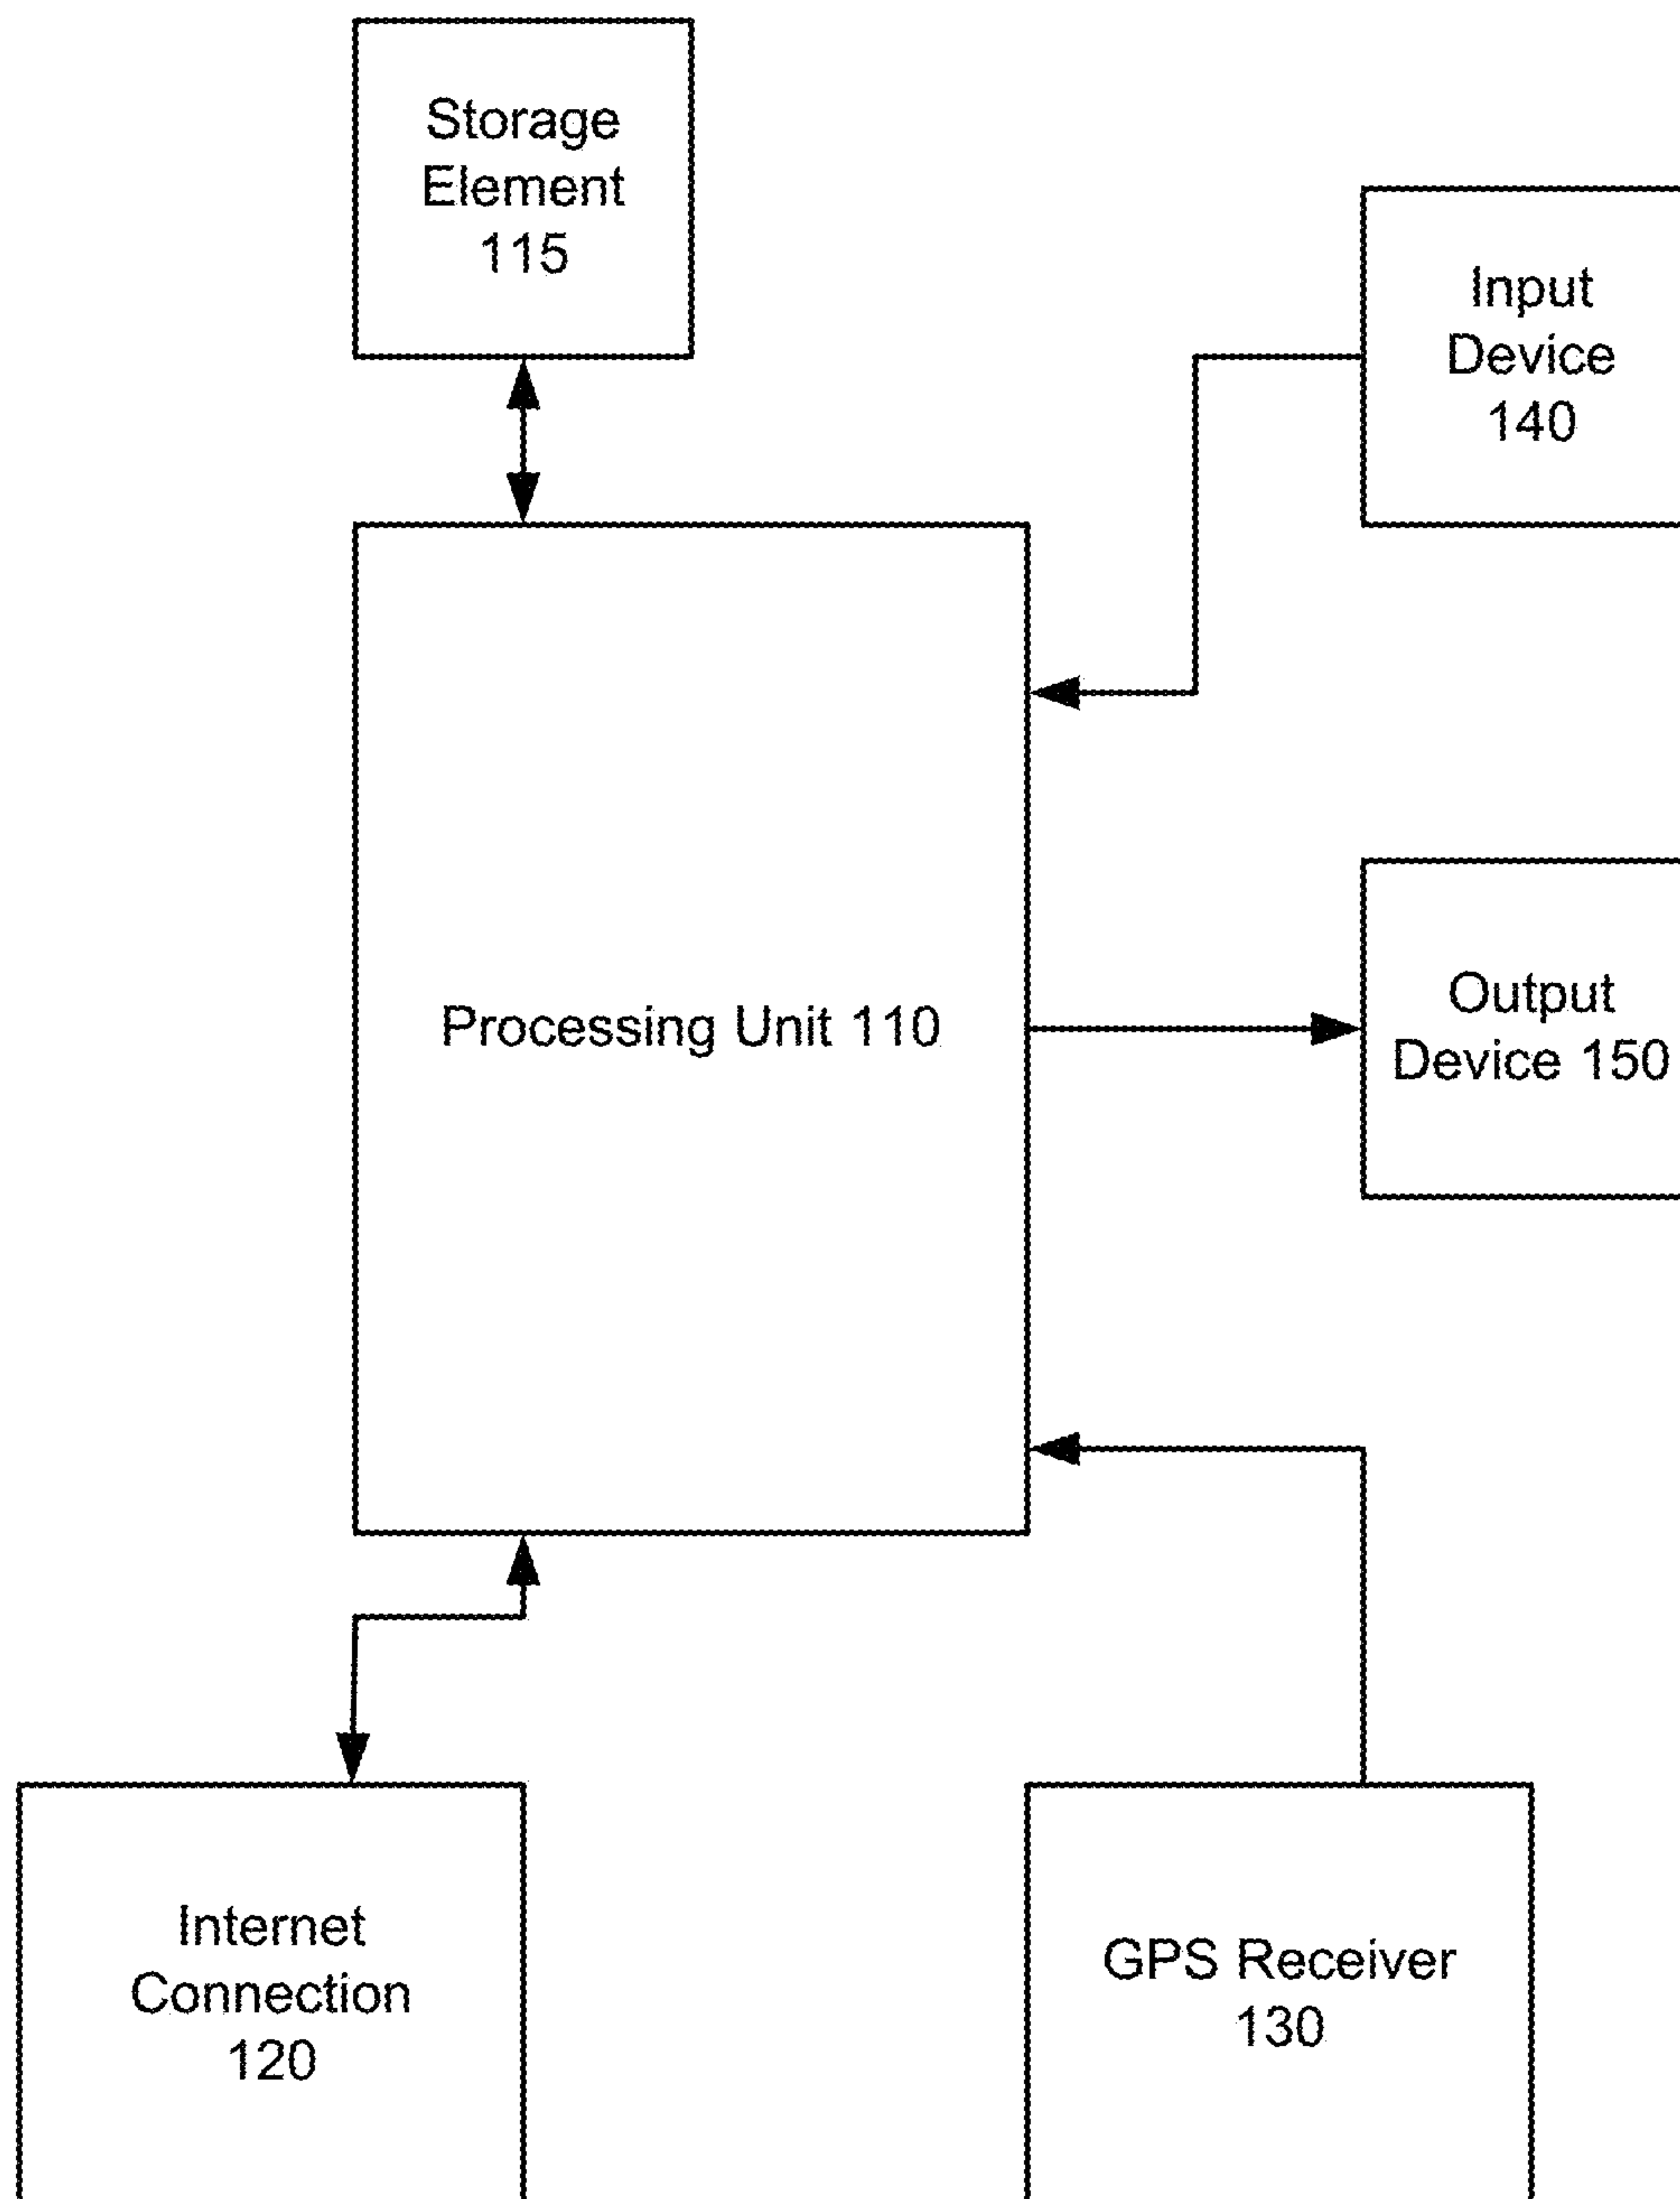 Storage
Element
115
Input
Device
140
Processing Unit 110
Output
Device 150
Internet
Connection
120
GPS Receiver
130